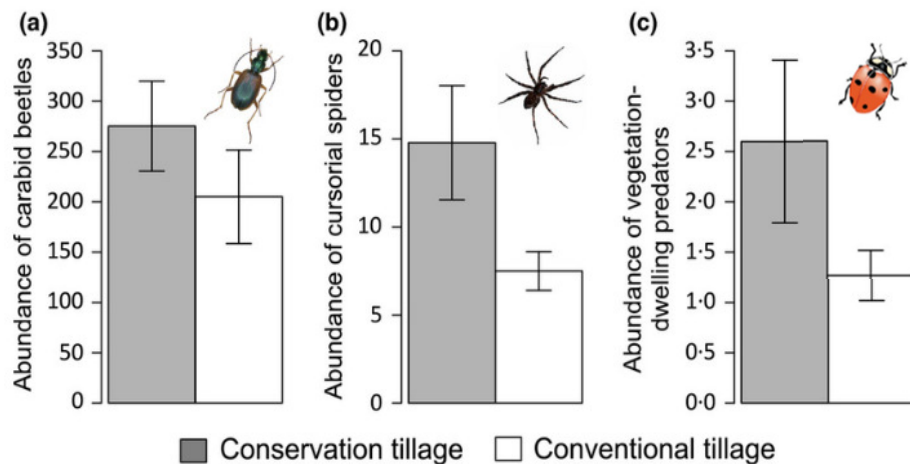 (a)
Abundance of carabid beetles
350
300
250
200
150
100
50
0
(b)
Abundance of cursorial spiders
20
15
10
5
0
(c)
Abundance of vegetation-
dwelling predators
3·5
3·0
2·5
2·0
1·5
1·0
0·5
0·0
Conservation tillage
Conventional tillage